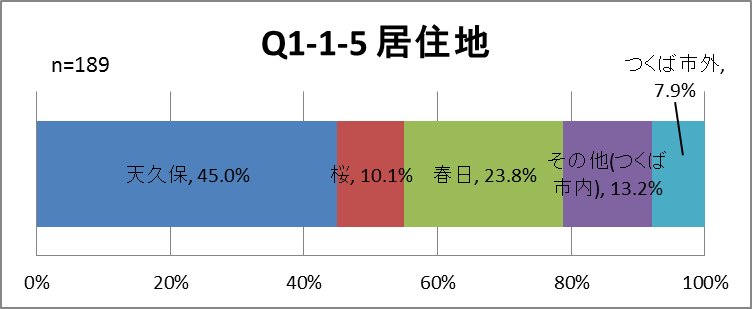 Q1-1-5 居住地
n=189
つくば市外,
7.9%
天久保, 45.0%
桜, 10.1%
春日, 23.8%
その他(つくば
市内), 13.2%
0%
20%
40%
60%
80%
100%